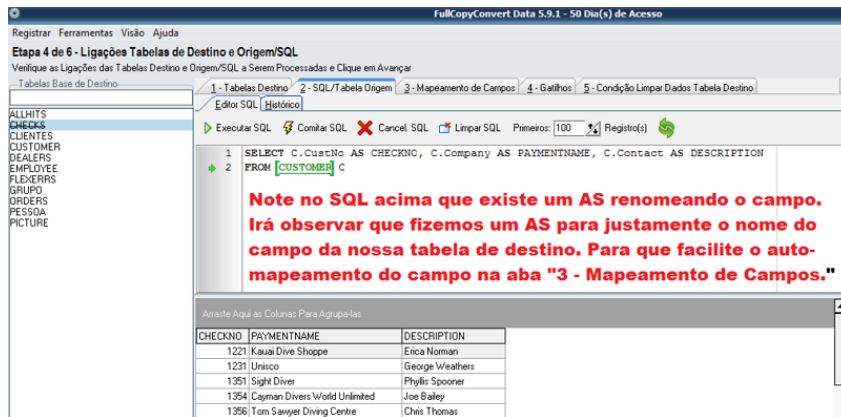 FullCopyConvert Data 5.9.1 - 50 Dia(s) de Acesso
Registrar Ferramentas Visão Ajuda
Etapa 4 de 6 - Ligações Tabelas de Destino e Origem/SQL
Verifique as Ligações das Tabelas Destino e Origem/SQL a Serem Processadas e Clique em Avançar
Tabelas Base de Destino
1 - Tabelas Destino 2 - SQL/Tabela Origem 3 - Mapeamento de Campos 4 - Gatilhos 5 - Condição Limpar Dados Tabela Destino
Editor SQL Histórico
ALLHITS
CHECKS
CLIENTES
CUSTOMER
DEALERS
EMPLOYEE
FLEXERRS
GRUPO
ORDERS
PESSOA
PICTURE
Executar SQL Comitar SQL Cancel. SQL Limpar SQL Primeiros: 100 Registro(s)
1 SELECT C.CustNo AS CHECKNO, C.Company AS PAYMENTNAME, C.Contact AS DESCRIPTION
2 FROM CUSTOMER C
Note no SQL acima que existe um AS renomeando o campo.
Irá observar que fizemos um AS para justamente o nome do
campo da nossa tabela de destino. Para que facilite o auto-
mapeamento do campo na aba "3 - Mapeamento de Campos."
Arraste Aqui as Colunas Para Agrupa-las
CHECKNO PAYMENTNAME DESCRIPTION
1221 Kauai Dive Shoppe Erica Norman
1231 Unisco George Weathers
1351 Sight Diver Phyllis Spooner
1354 Cayman Divers World Unlimited Joe Bailey
1356 Tom Sawyer Diving Centre Chris Thomas